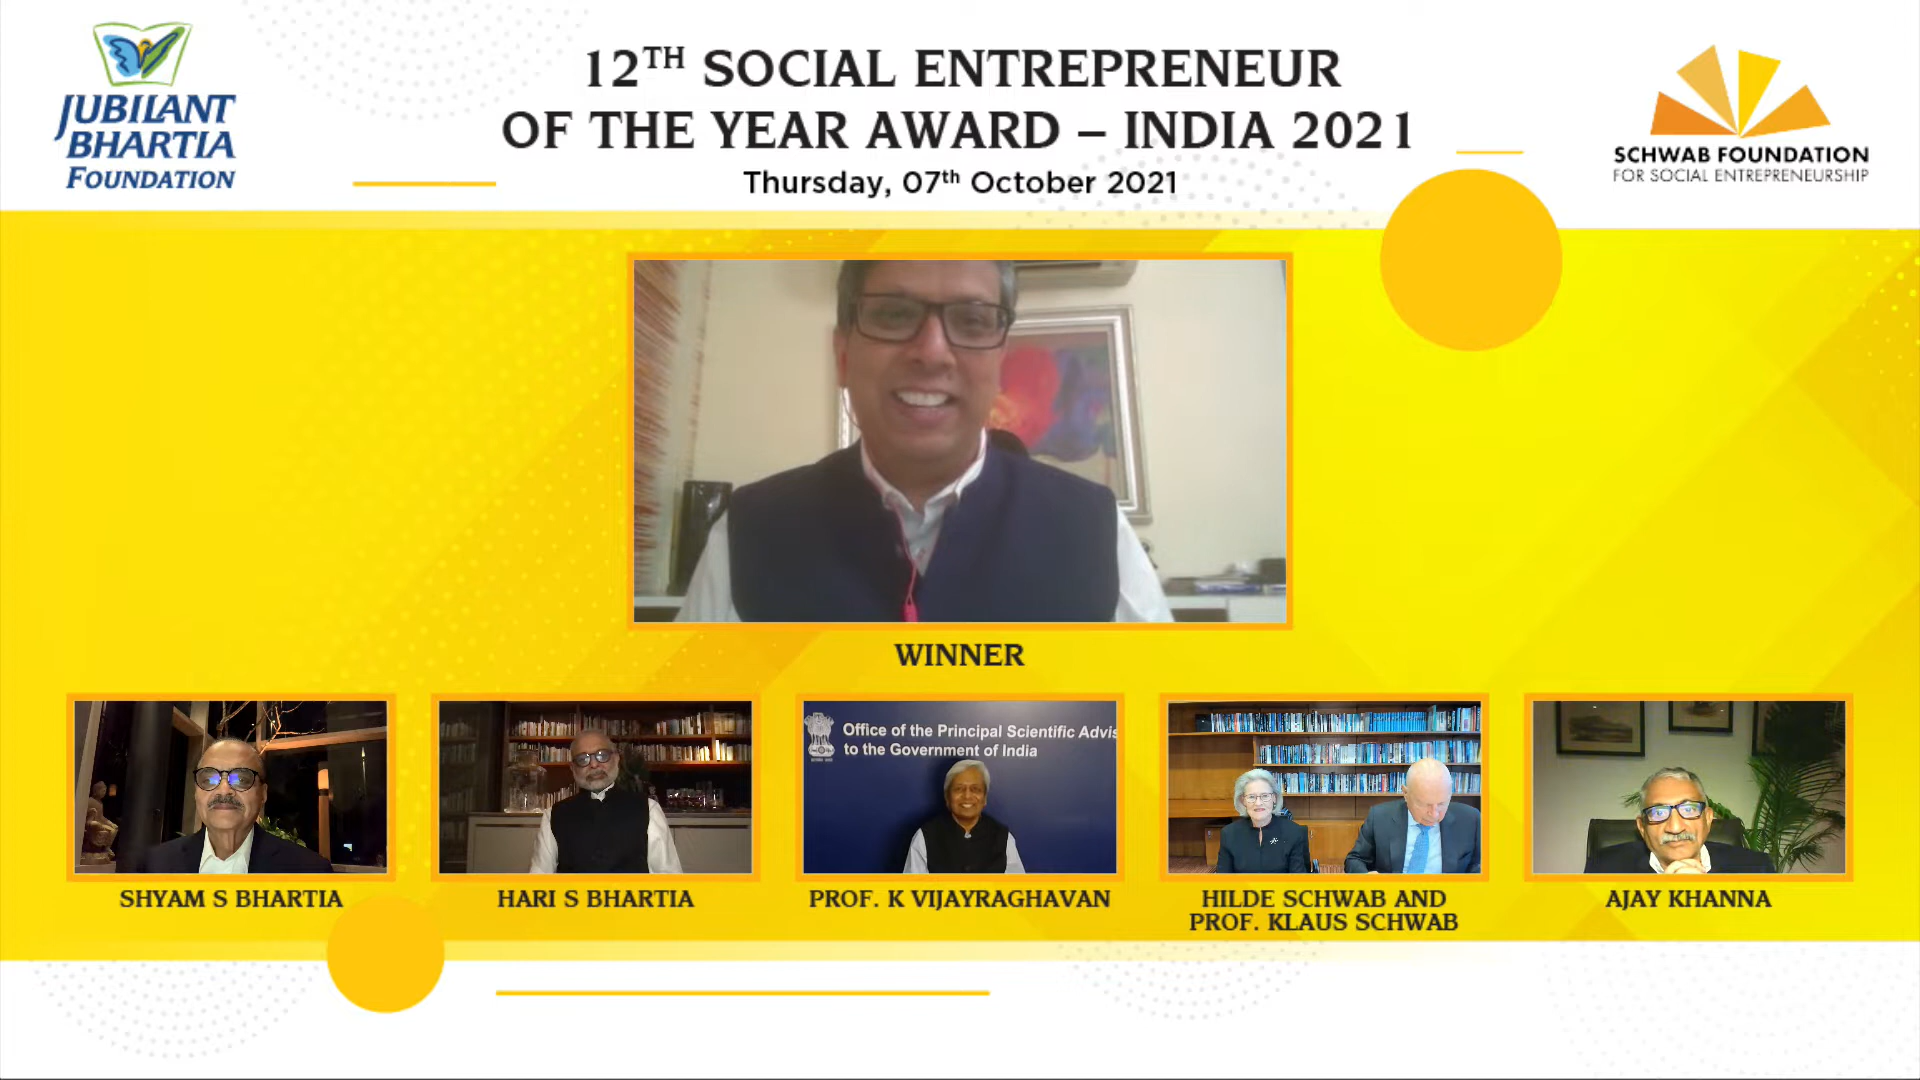 JUBILANT
BHARTIA
FOUNDATION
12TH SOCIAL ENTREPRENEUR
OF THE YEAR AWARD – INDIA 2021
Thursday, 07th October 2021
SCHWAB FOUNDATION
FOR SOCIAL ENTREPRENEURSHIP
WINNER
Office of the Principal Scientific Advis
to the Government of India
SHYAM S BHARTIA
HARI S BHARTIA
PROF. K VIJAYRAGHAVAN
HILDE SCHWAB AND
PROF. KLAUS SCHWAB
AJAY KHANNA